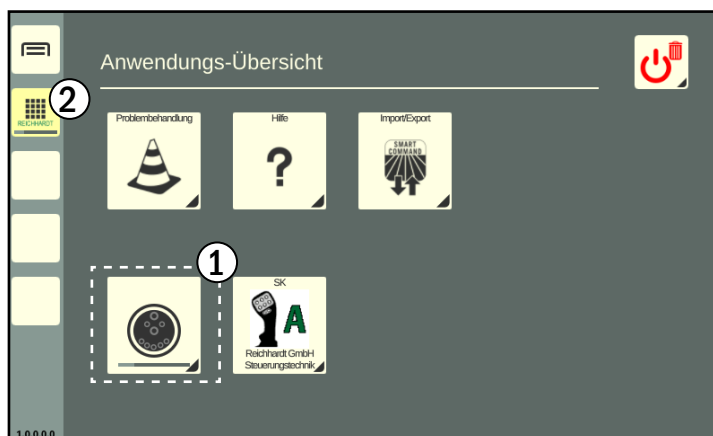 Anwendungs-Übersicht
2
REICHHARDT
Problembehandlung
Hilfe
Import/Export
?
SMART
COMMAND
1
SK
A
Reichhardt GmbH
Steuerungstechnik